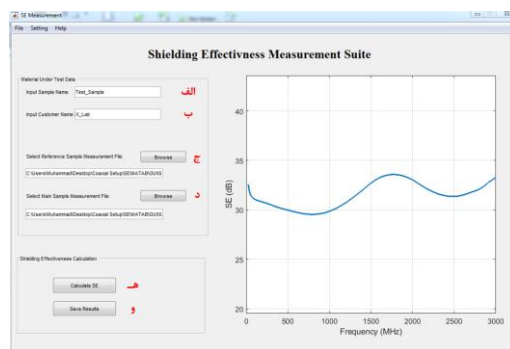 SE Measurement
File Setting Help
Shielding Effectivness Measurement Suite
Material Under Test Data
Input Sample Name: Test_Sample الف
Input Customer Name X_Lab ب
Select Reference Sample Measurement File: Browse ج
Select Main Sample Measurement File: Browse د
Shielding Effectiveness Calculation
Calculate SE هـ
Save Results و
SE (dB)
40
35
30
25
20
0 500 1000 1500 2000 2500 3000
Frequency (MHz)